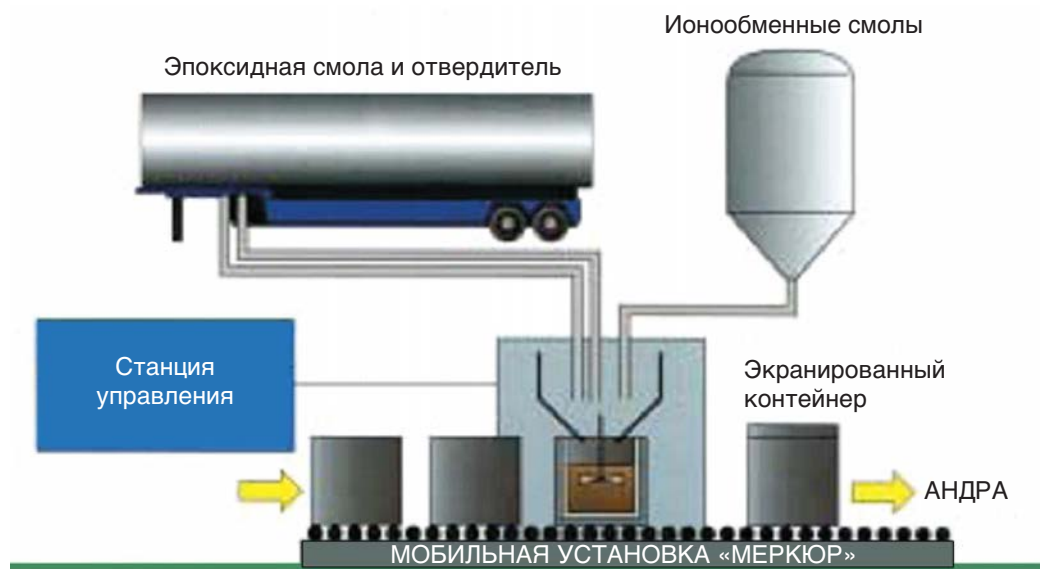 Ионообменные смолы
Эпоксидная смола и отвердитель
Станция
управления
Экранированный
контейнер
АНДРА
МОБИЛЬНАЯ УСТАНОВКА «МЕРКЮР»